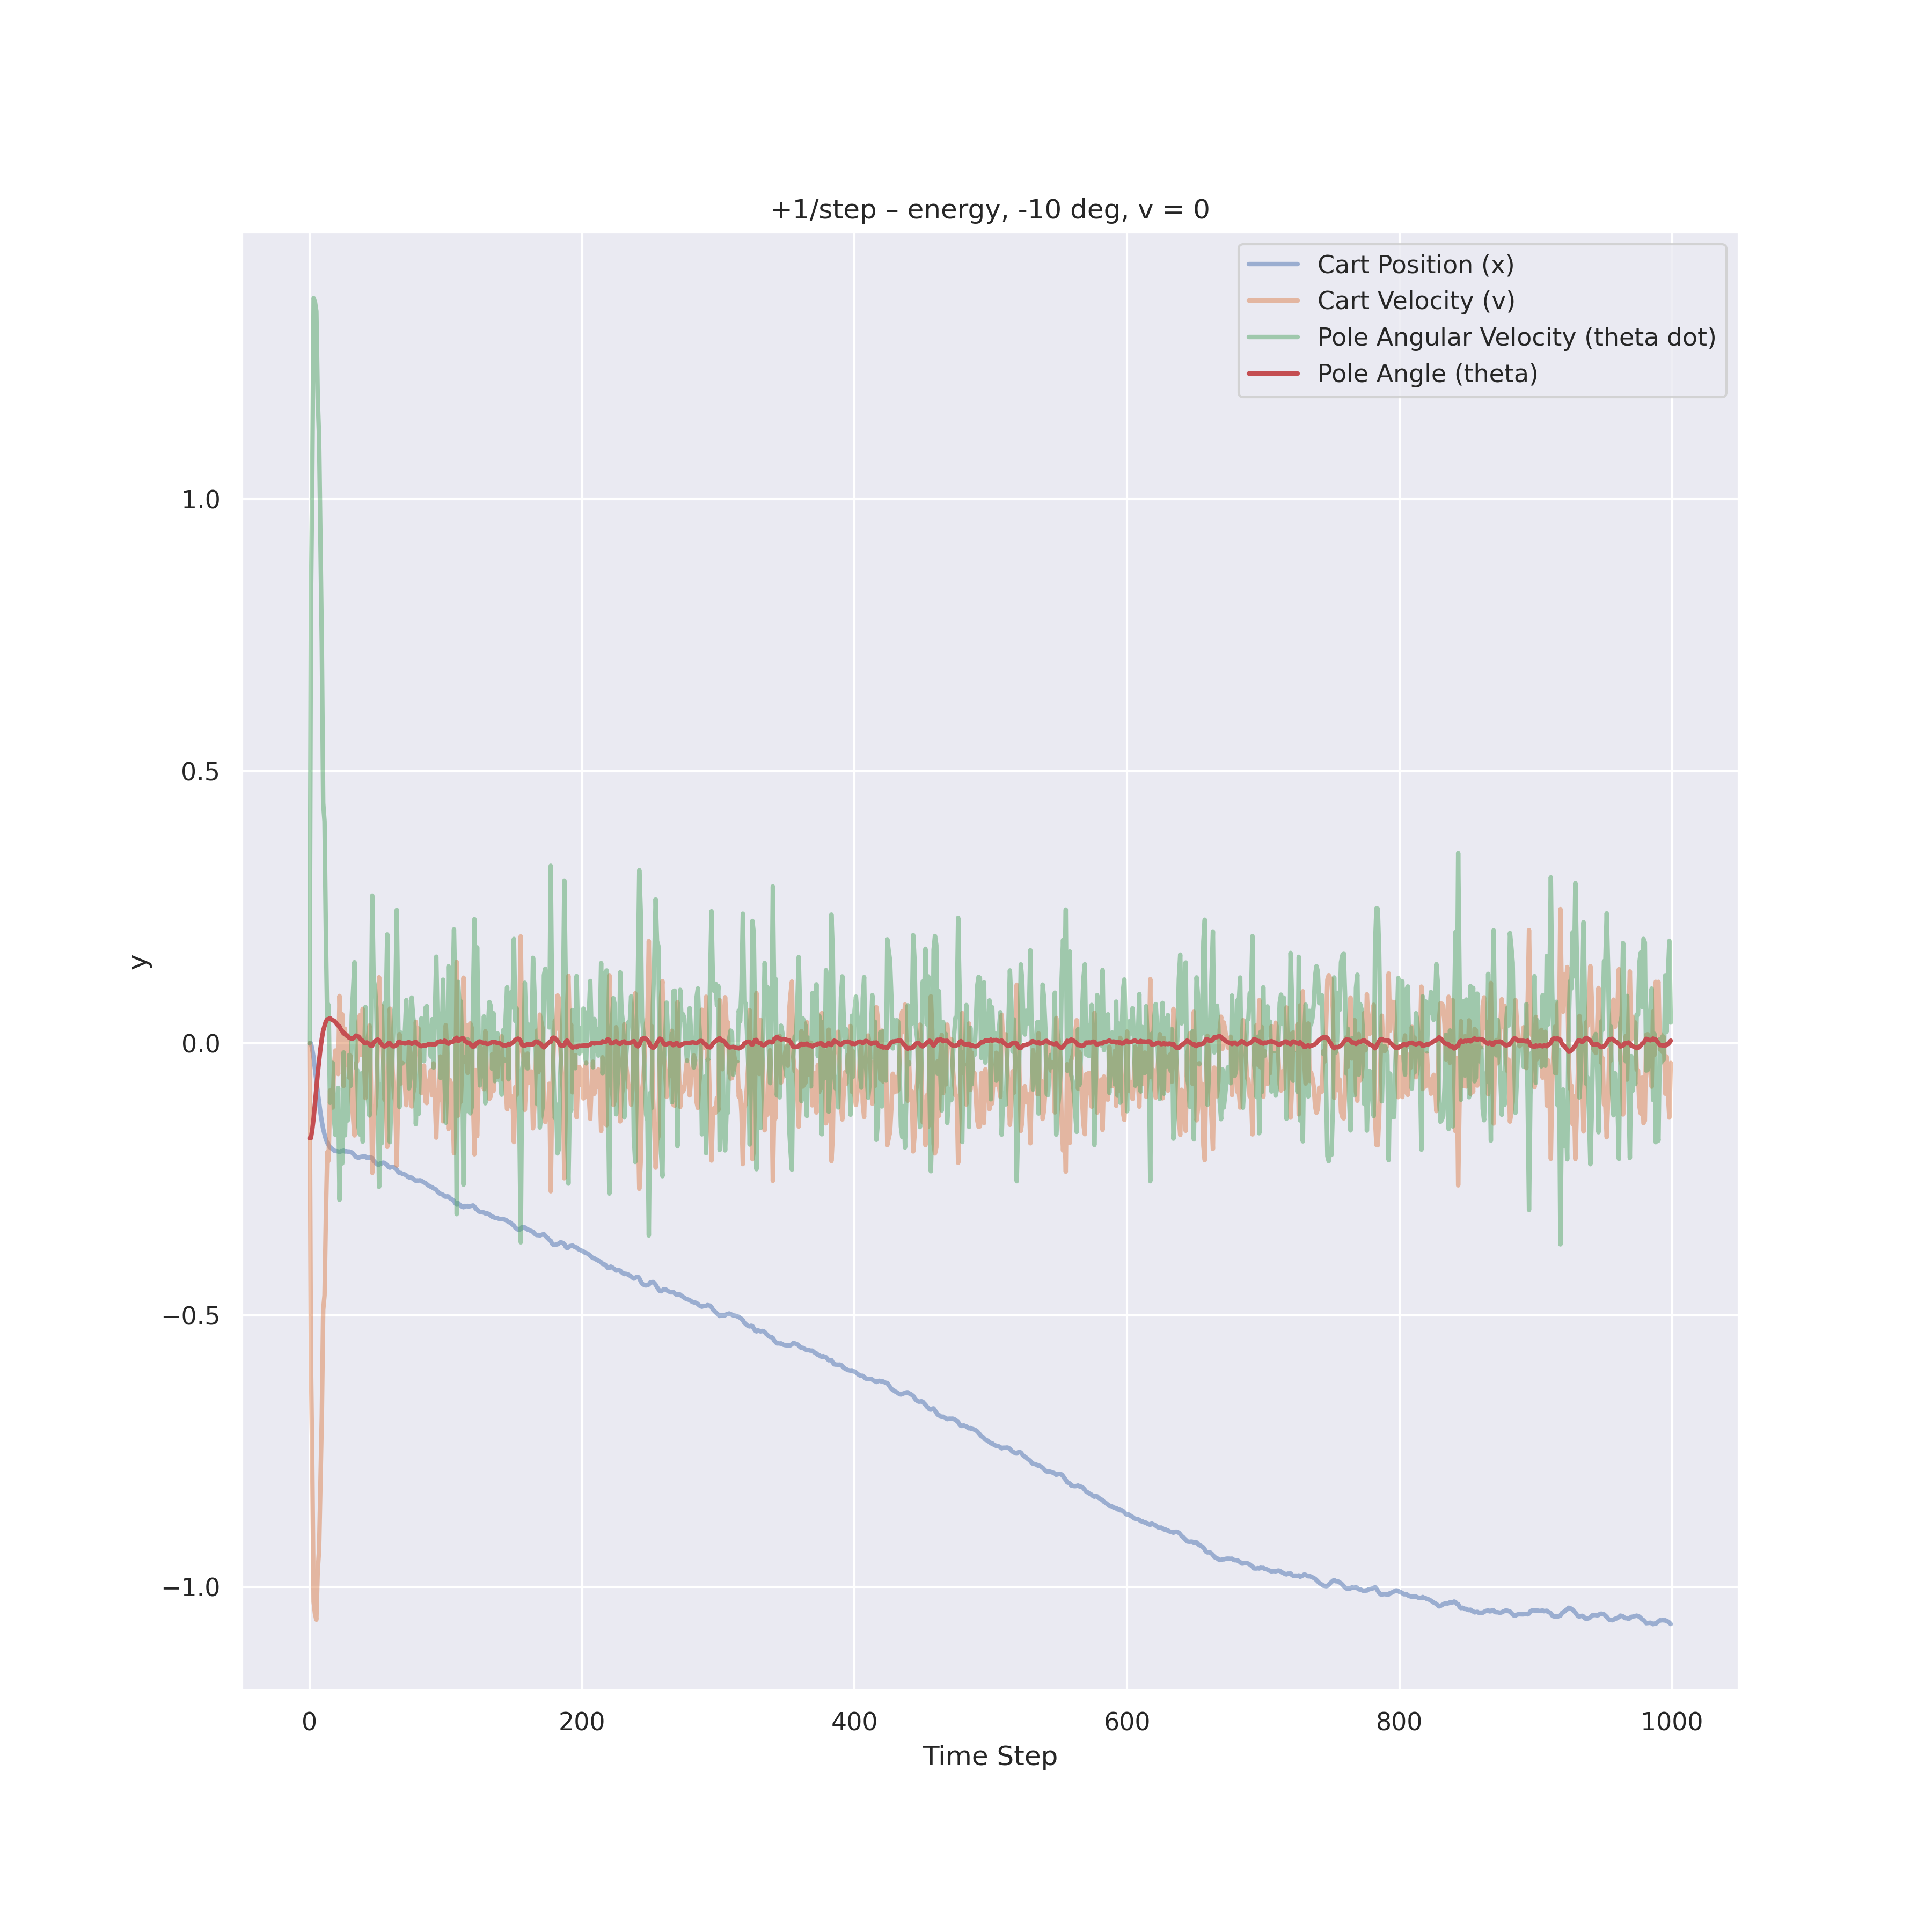 +1/step – energy, -10 deg, v = 0
Cart Position (x)
Cart Velocity (v)
Pole Angular Velocity (theta dot)
Pole Angle (theta)
1.0
0.5
0.0
−0.5
−1.0
y
0 200 400 600 800 1000
Time Step